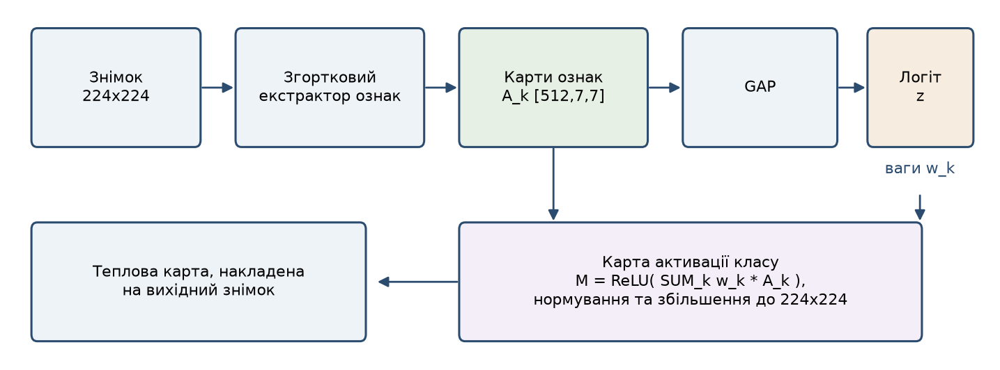 Знімок
224x224
Згортковий
екстрактор ознак
Карти ознак
A_k [512,7,7]
GAP
Логіт
z
ваги w_k
Теплова карта, накладена
на вихідний знімок
Карта активації класу
M = ReLU( SUM_k w_k * A_k ),
нормування та збільшення до 224x224